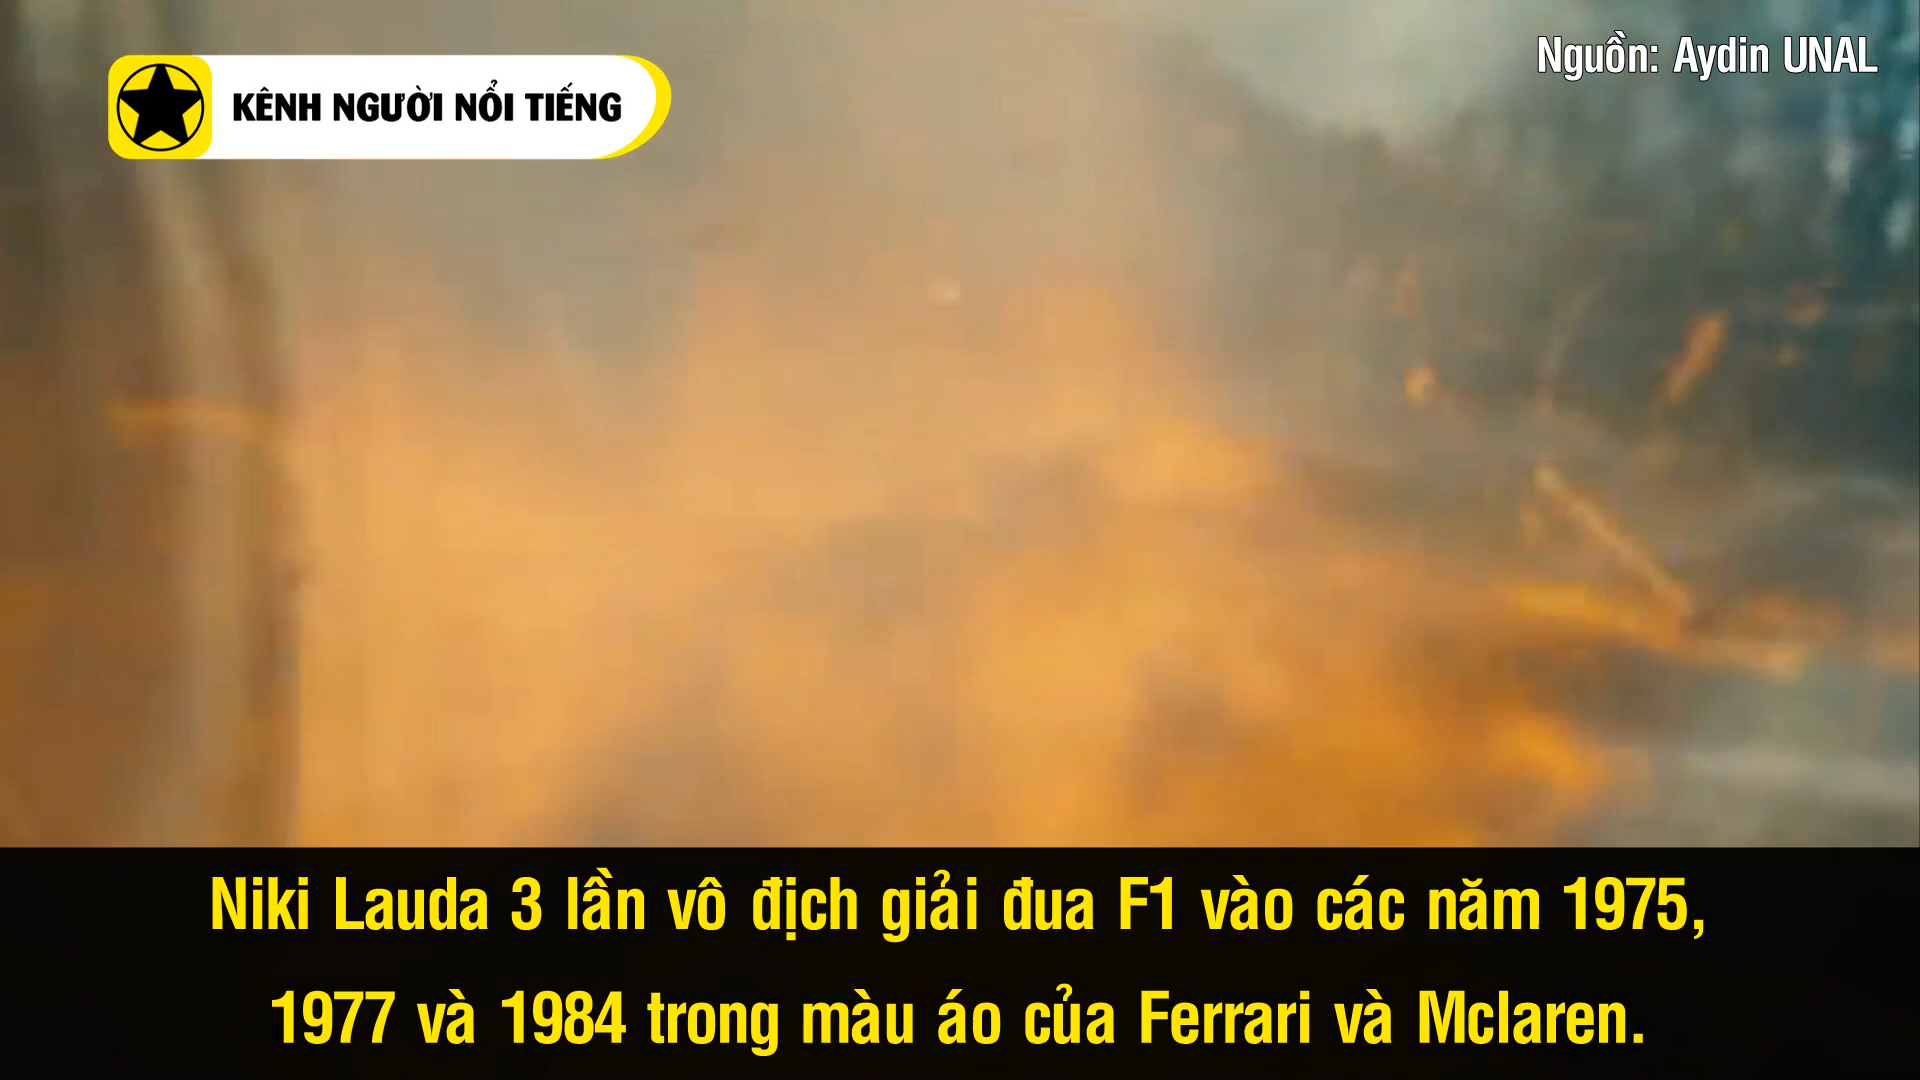 KÊNH NGƯỜI NỔI TIẾNG
Nguồn: Aydin UNAL
Niki Lauda 3 lần vô địch giải đua F1 vào các năm 1975,
1977 và 1984 trong màu áo của Ferrari và Mclaren.